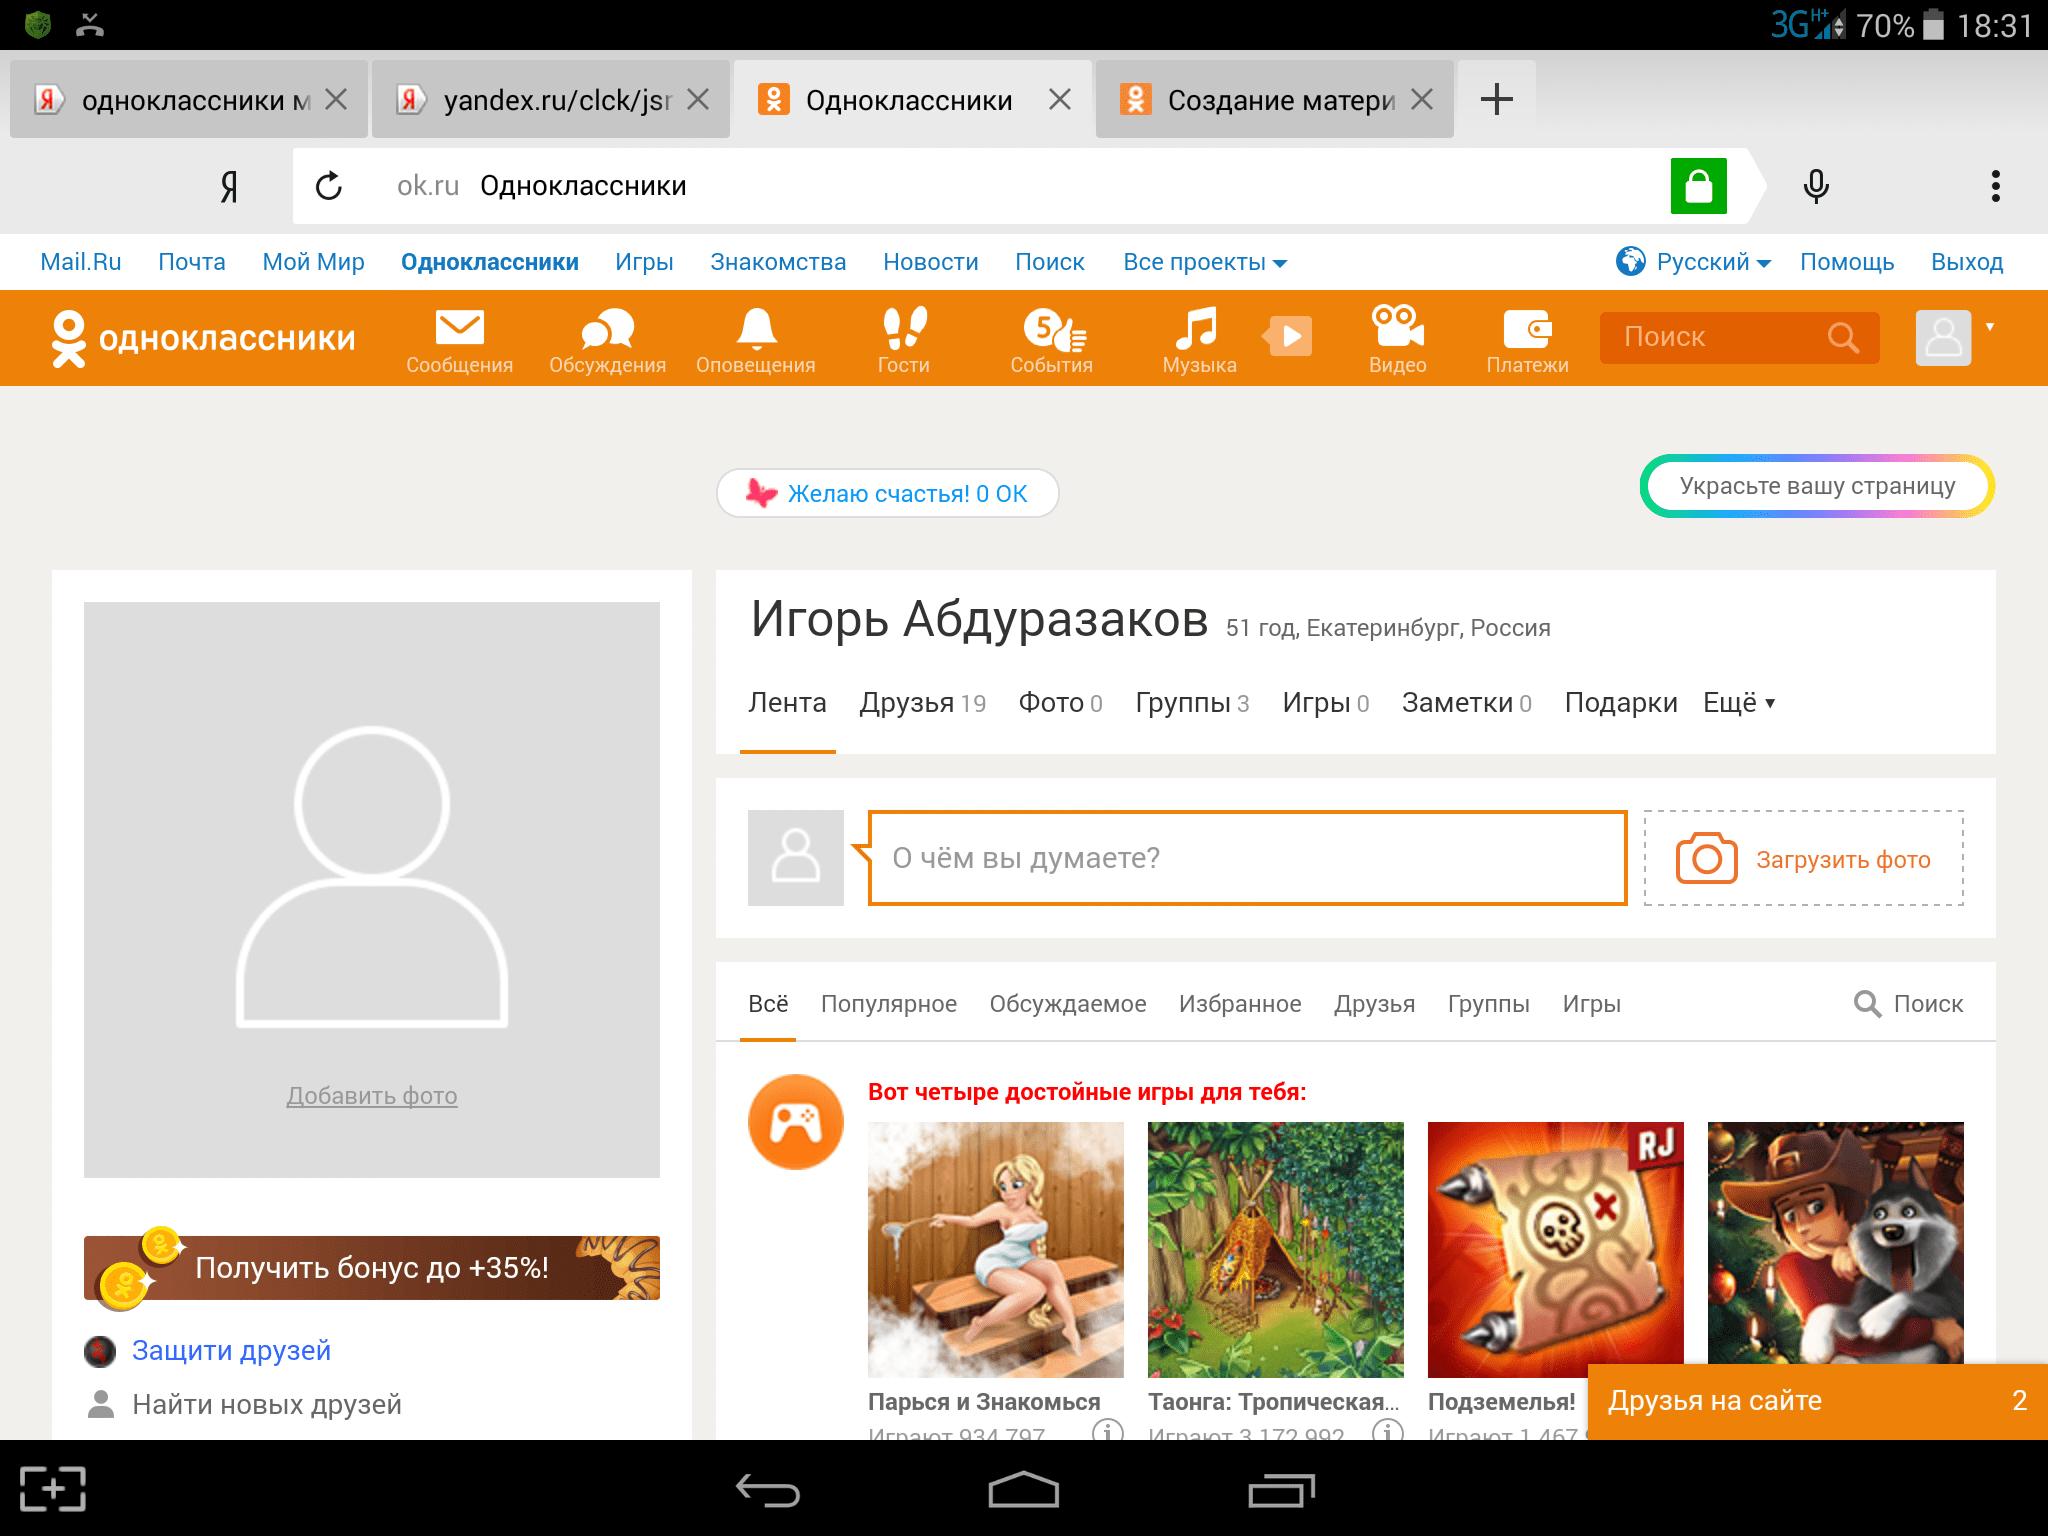 3G H+ 70% 18:31
одноклассники м
yandex.ru/clck/jsr
Одноклассники
Создание матери
Я ok.ru Одноклассники
Mail.Ru Почта Мой Мир Одноклассники Игры Знакомства Новости Поиск Все проекты Русский Помощь Выход
одноклассники
5
Сообщения Обсуждения Оповещения Гости События Музыка Видео Платежи Поиск
Желаю счастья! 0 ОК
Украсьте вашу страницу
Игорь Абдуразаков 51 год, Екатеринбург, Россия
Лента Друзья 19 Фото 0 Группы 3 Игры 0 Заметки 0 Подарки Ещё
О чём вы думаете?
Загрузить фото
Всё Популярное Обсуждаемое Избранное Друзья Группы Игры Поиск
Добавить фото
Вот четыре достойные игры для тебя:
RJ
Получить бонус до +35%!
Защити друзей
Найти новых друзей
Парься и Знакомься
Таонга: Тропическая...
Подземелья!
Играют 934 797
Играют 3 172 992
Играют 1 467
Друзья на сайте 2